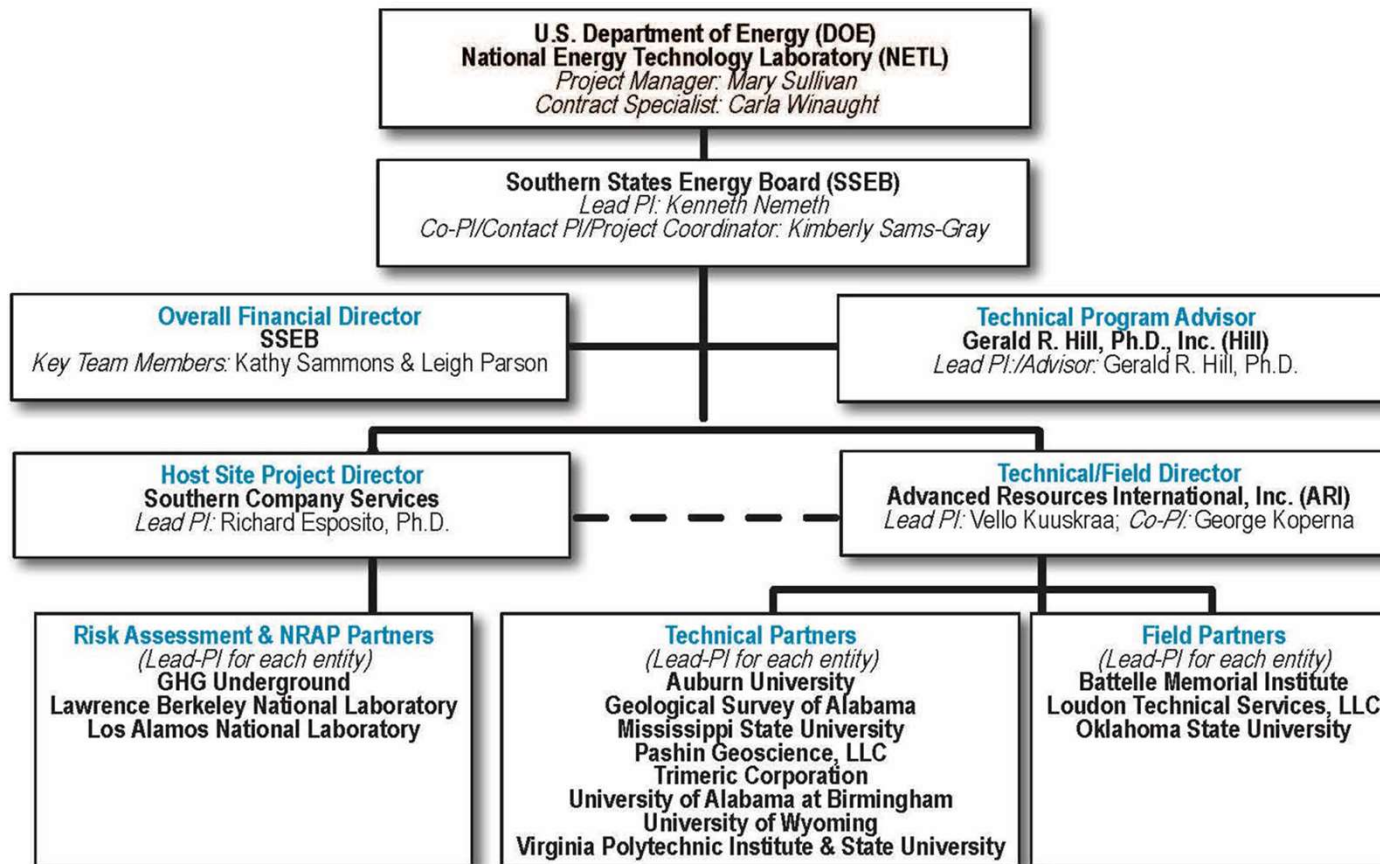 U.S. Department of Energy (DOE)
National Energy Technology Laboratory (NETL)
Project Manager: Mary Sullivan
Contract Specialist: Carla Winaught
Southern States Energy Board (SSEB)
Lead PI: Kenneth Nemeth
Co-PI/Contact PI/Project Coordinator: Kimberly Sams-Gray
Overall Financial Director
SSEB
Key Team Members: Kathy Sammons & Leigh Parson
Technical Program Advisor
Gerald R. Hill, Ph.D., Inc. (Hill)
Lead PI:/Advisor: Gerald R. Hill, Ph.D.
Host Site Project Director
Southern Company Services
Lead PI: Richard Esposito, Ph.D.
Technical/Field Director
Advanced Resources International, Inc. (ARI)
Lead PI: Vello Kuuskraa; Co-PI: George Koperna
Risk Assessment & NRAP Partners
(Lead-PI for each entity)
GHG Underground
Lawrence Berkeley National Laboratory
Los Alamos National Laboratory
Technical Partners
(Lead-PI for each entity)
Auburn University
Geological Survey of Alabama
Mississippi State University
Pashin Geoscience, LLC
Trimeric Corporation
University of Alabama at Birmingham
University of Wyoming
Virginia Polytechnic Institute & State University
Field Partners
(Lead-PI for each entity)
Battelle Memorial Institute
Loudon Technical Services, LLC
Oklahoma State University